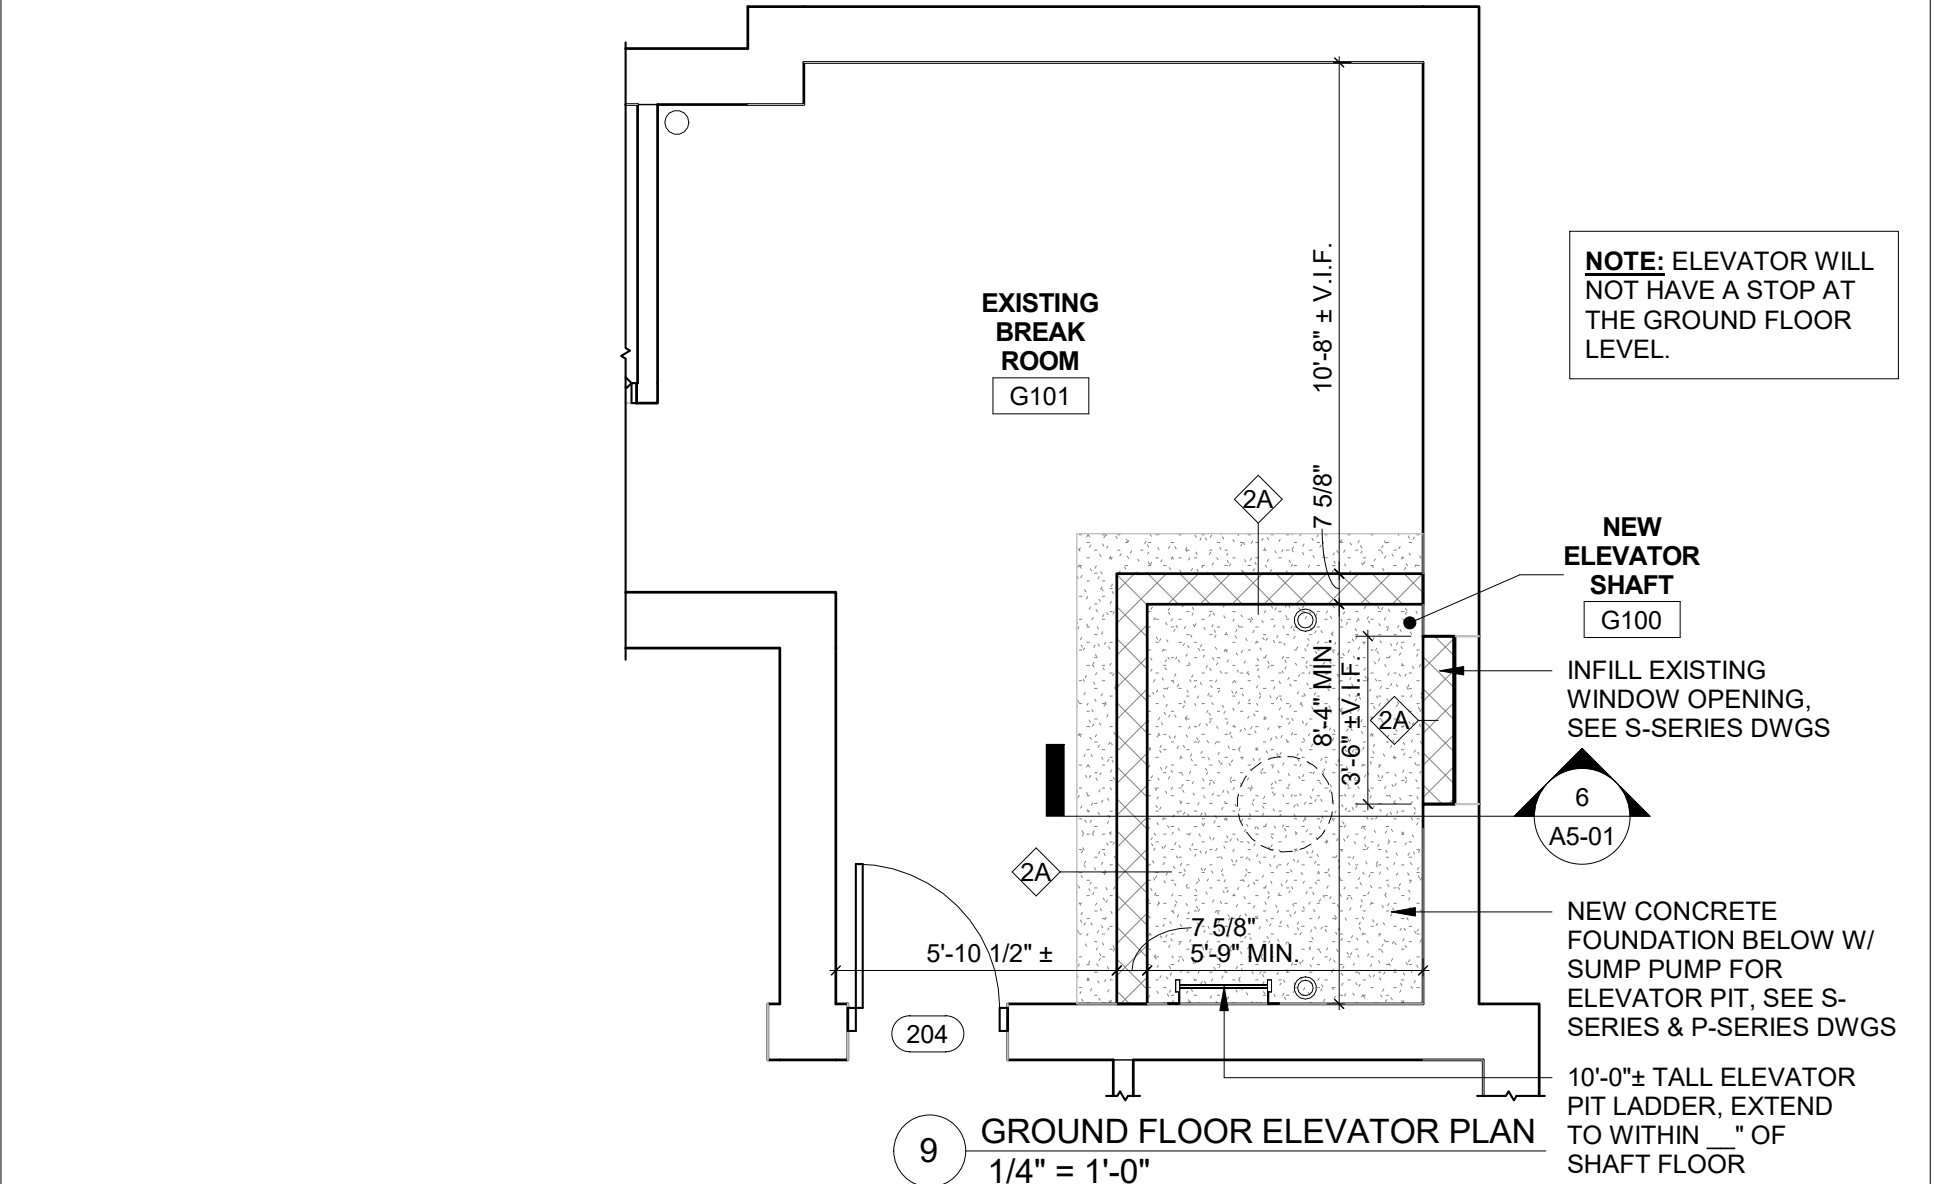 EXISTING
BREAK
ROOM
G101
10'-8" ± V.I.F.
NOTE: ELEVATOR WILL
NOT HAVE A STOP AT
THE GROUND FLOOR
LEVEL.
2A
7 5/8"
NEW
ELEVATOR
SHAFT
G100
8'-4" MIN.
3'-6" ±V.I.F.
2A
INFILL EXISTING
WINDOW OPENING,
SEE S-SERIES DWGS
6
A5-01
2A
7 5/8"
5'-10 1/2" ±
5'-9" MIN.
NEW CONCRETE
FOUNDATION BELOW W/
SUMP PUMP FOR
ELEVATOR PIT, SEE S-
SERIES & P-SERIES DWGS
204
10'-0"± TALL ELEVATOR
PIT LADDER, EXTEND
TO WITHIN __" OF
SHAFT FLOOR
9
GROUND FLOOR ELEVATOR PLAN
1/4" = 1'-0"